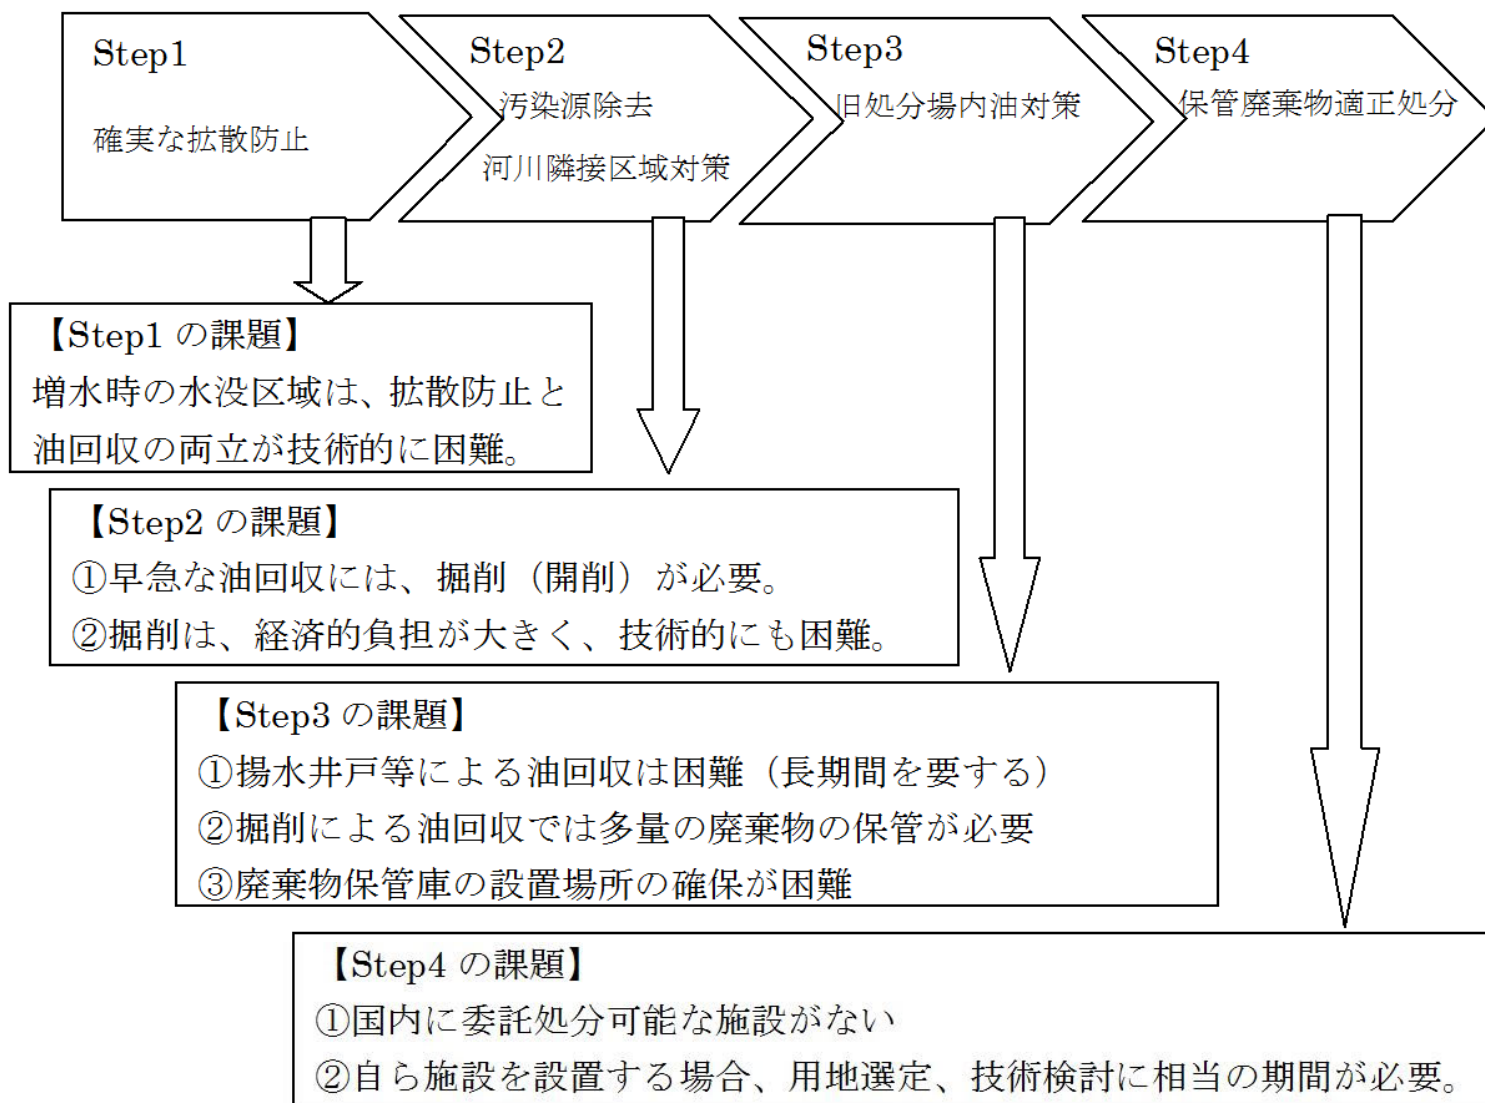 Step1
確実な拡散防止
Step2
汚染源除去
河川隣接区域対策
Step3
旧処分場内油対策
Step4
保管廃棄物適正処分
【Step1 の課題】
増水時の水没区域は、拡散防止と
油回収の両立が技術的に困難。
【Step2 の課題】
①早急な油回収には、掘削（開削）が必要。
②掘削は、経済的負担が大きく、技術的にも困難。
【Step3 の課題】
①揚水井戸等による油回収は困難（長期間を要する）
②掘削による油回収では多量の廃棄物の保管が必要
③廃棄物保管庫の設置場所の確保が困難
【Step4 の課題】
①国内に委託処分可能な施設がない
②自ら施設を設置する場合、用地選定、技術検討に相当の期間が必要。